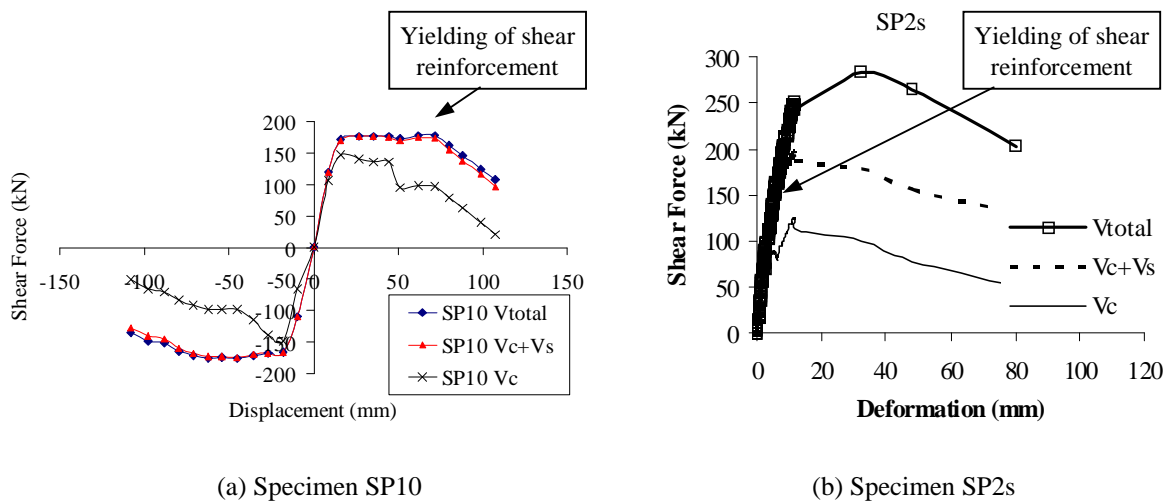 Yielding of shear
reinforcement
Shear Force (kN)
200
150
100
50
0
-50
-100
-150
-200
-150
-100
-50
0
50
100
150
SP10 Vtotal
SP10 Vc+Vs
SP10 Vc
Displacement (mm)
(a) Specimen SP10
SP2s
Yielding of shear
reinforcement
Shear Force (kN)
300
250
200
150
100
50
0
0
20
40
60
80
100
120
Vtotal
Vc+Vs
Vc
Deformation (mm)
(b) Specimen SP2s